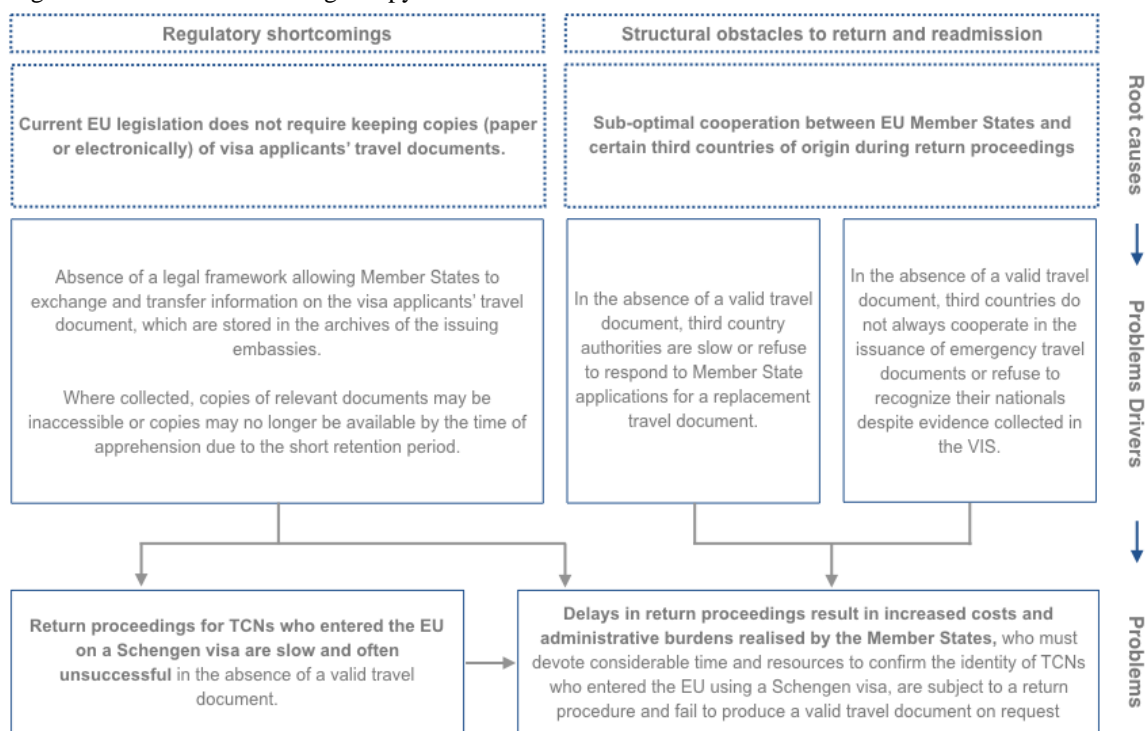 Regulatory shortcomings
Structural obstacles to return and readmission
Current EU legislation does not require keeping copies (paper
or electronically) of visa applicants' travel documents.
Sub-optimal cooperation between EU Member States and
certain third countries of origin during return proceedings
Root causes
Absence of a legal framework allowing Member States to
exchange and transfer information on the visa applicants' travel
document, which are stored in the archives of the issuing
embassies.
Where collected, copies of relevant documents may be
inaccessible or copies may no longer be available by the time of
apprehension due to the short retention period.
In the absence of a valid travel
document, third country
authorities are slow or refuse
to respond to Member State
applications for a replacement
travel document.
In the absence of a valid travel
document, third countries do
not always cooperate in the
issuance of emergency travel
documents or refuse to
recognize their nationals
despite evidence collected in
the VIS.
Problems Drivers
Return proceedings for TCNs who entered the EU
on a Schengen visa are slow and often
unsuccessful in the absence of a valid travel
document.
Delays in return proceedings result in increased costs and
administrative burdens realised by the Member States, who must
devote considerable time and resources to confirm the identity of TCNs
who entered the EU using a Schengen visa, are subject to a return
procedure and fail to produce a valid travel document on request
Problems